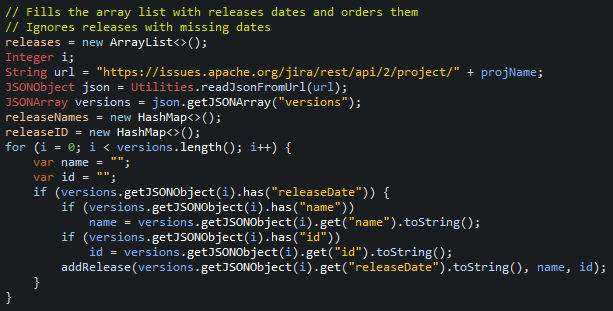 // Fills the array list with releases dates and orders them
// Ignores releases with missing dates
releases = new ArrayList<>();
Integer i;
String url = "https://issues.apache.org/jira/rest/api/2/project/" + projName;
JSONObject json = Utilities.readJsonFromUrl(url);
JSONArray versions = json.getJSONArray("versions");
releaseNames = new HashMap<>();
releaseID = new HashMap<>();
for (i = 0; i < versions.length(); i++) {
    var name = "";
    var id = "";
    if (versions.getJSONObject(i).has("releaseDate")) {
        if (versions.getJSONObject(i).has("name"))
            name = versions.getJSONObject(i).get("name").toString();
        if (versions.getJSONObject(i).has("id"))
            id = versions.getJSONObject(i).get("id").toString();
        addRelease(versions.getJSONObject(i).get("releaseDate").toString(), name, id);
    }
}